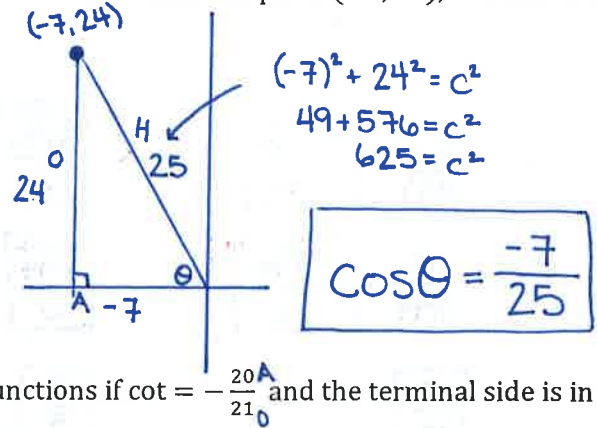 (-7,24)
(-7)² + 24² = c²
49+576=c²
625=c²
H
25
O
24
θ
A -7
cosθ = -7/25
unctions if cot = − 20/21 and the terminal side is in
A
O